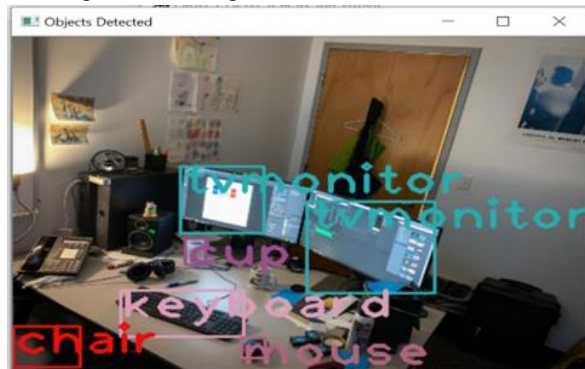 Objects Detected
tvmonitor
tvmonitor
cup
keyboard
chair
mouse